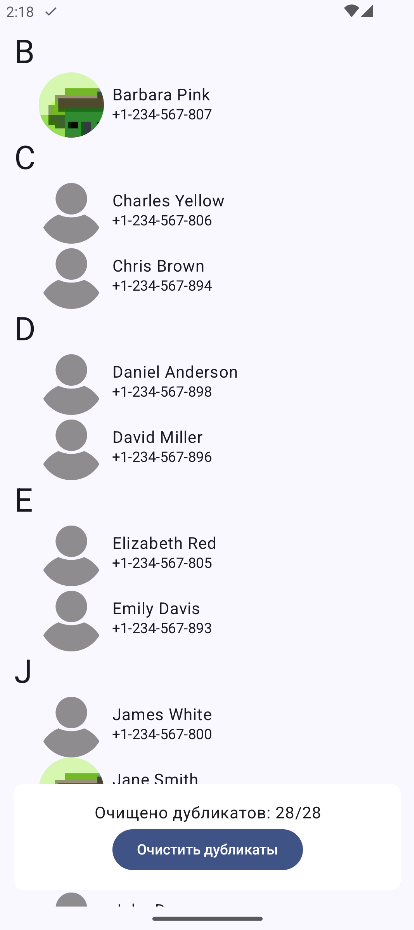 2:18
B
Barbara Pink
+1-234-567-807
C
Charles Yellow
+1-234-567-806
Chris Brown
+1-234-567-894
D
Daniel Anderson
+1-234-567-898
David Miller
+1-234-567-896
E
Elizabeth Red
+1-234-567-805
Emily Davis
+1-234-567-893
J
James White
+1-234-567-800
Jane Smith
Очищено дубликатов: 28/28
Очистить дубликаты